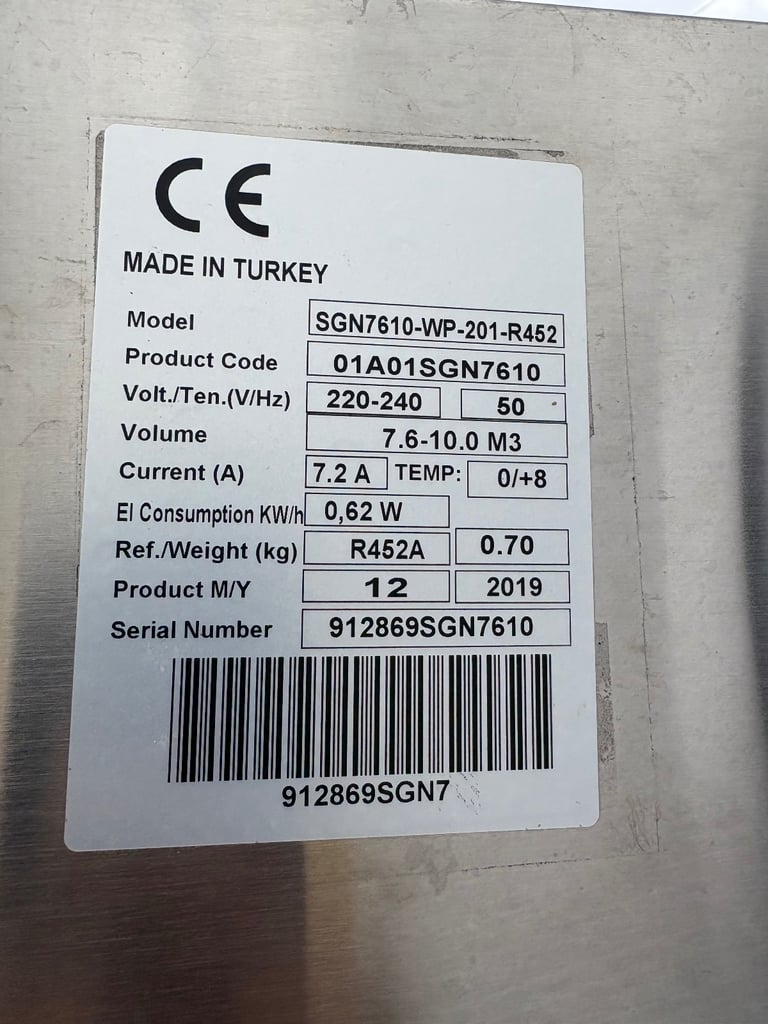 CE
MADE IN TURKEY
Model SGN7610-WP-201-R452
Product Code 01A01SGN7610
Volt./Ten.(V/Hz) 220-240 50
Volume 7.6-10.0 M3
Current (A) 7.2 A TEMP: 0/+8
El Consumption KW/h 0,62 W
Ref./Weight (kg) R452A 0.70
Product M/Y 12 2019
Serial Number 912869SGN7610
912869SGN7